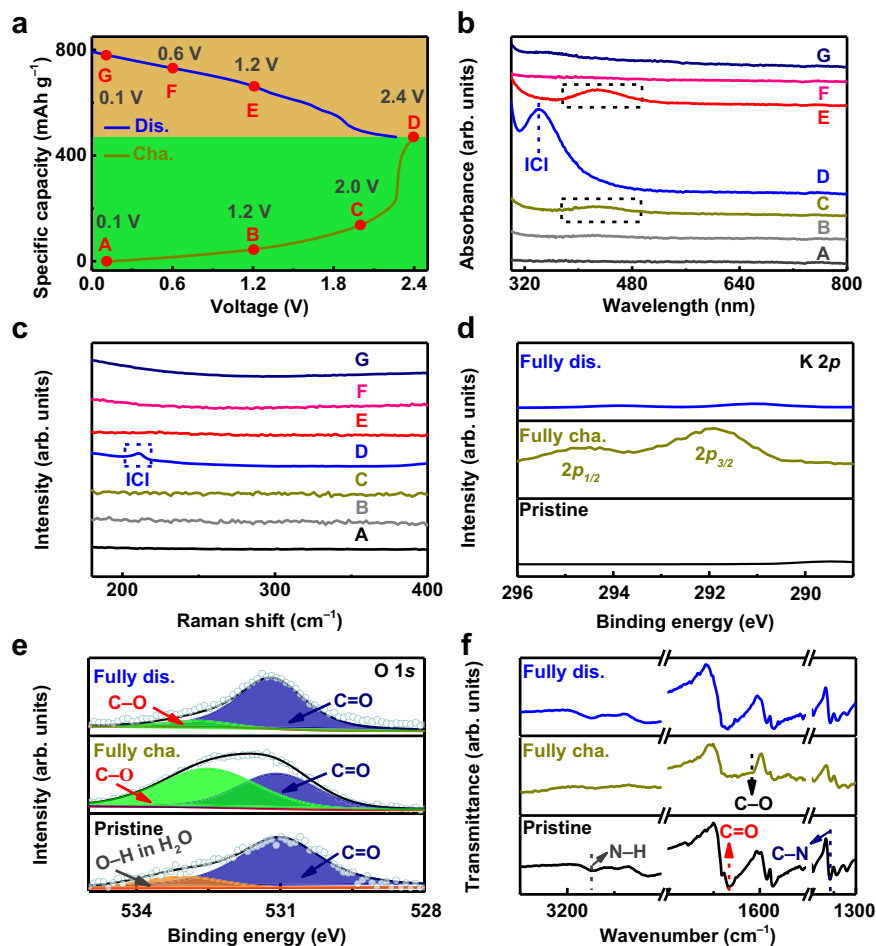 a
Specific capacity (mAh g⁻¹)
800
400
0
0.6 V
1.2 V
G
F
E
2.4 V
0.1 V
D
Dis.
Cha.
2.0 V
0.1 V
1.2 V
C
A
B
0.0
0.6
1.2
1.8
2.4
Voltage (V)
b
Absorbance (arb. units)
G
F
E
ICl
D
C
B
A
320
480
640
800
Wavelength (nm)
c
Intensity (arb. units)
G
F
E
D
ICl
C
B
A
200
300
400
Raman shift (cm⁻¹)
d
Intensity (arb. units)
Fully dis.
K 2p
Fully cha.
2p1/2
2p3/2
Pristine
296
294
292
290
Binding energy (eV)
e
Intensity (arb. units)
Fully dis.
O 1s
C–O
C=O
Fully cha.
C–O
C=O
Pristine
O–H in H₂O
C=O
534
531
528
Binding energy (eV)
f
Transmittance (arb. units)
Fully dis.
Fully cha.
C–O
Pristine
C=O
N–H
C–N
3200
1600
1300
Wavenumber (cm⁻¹)